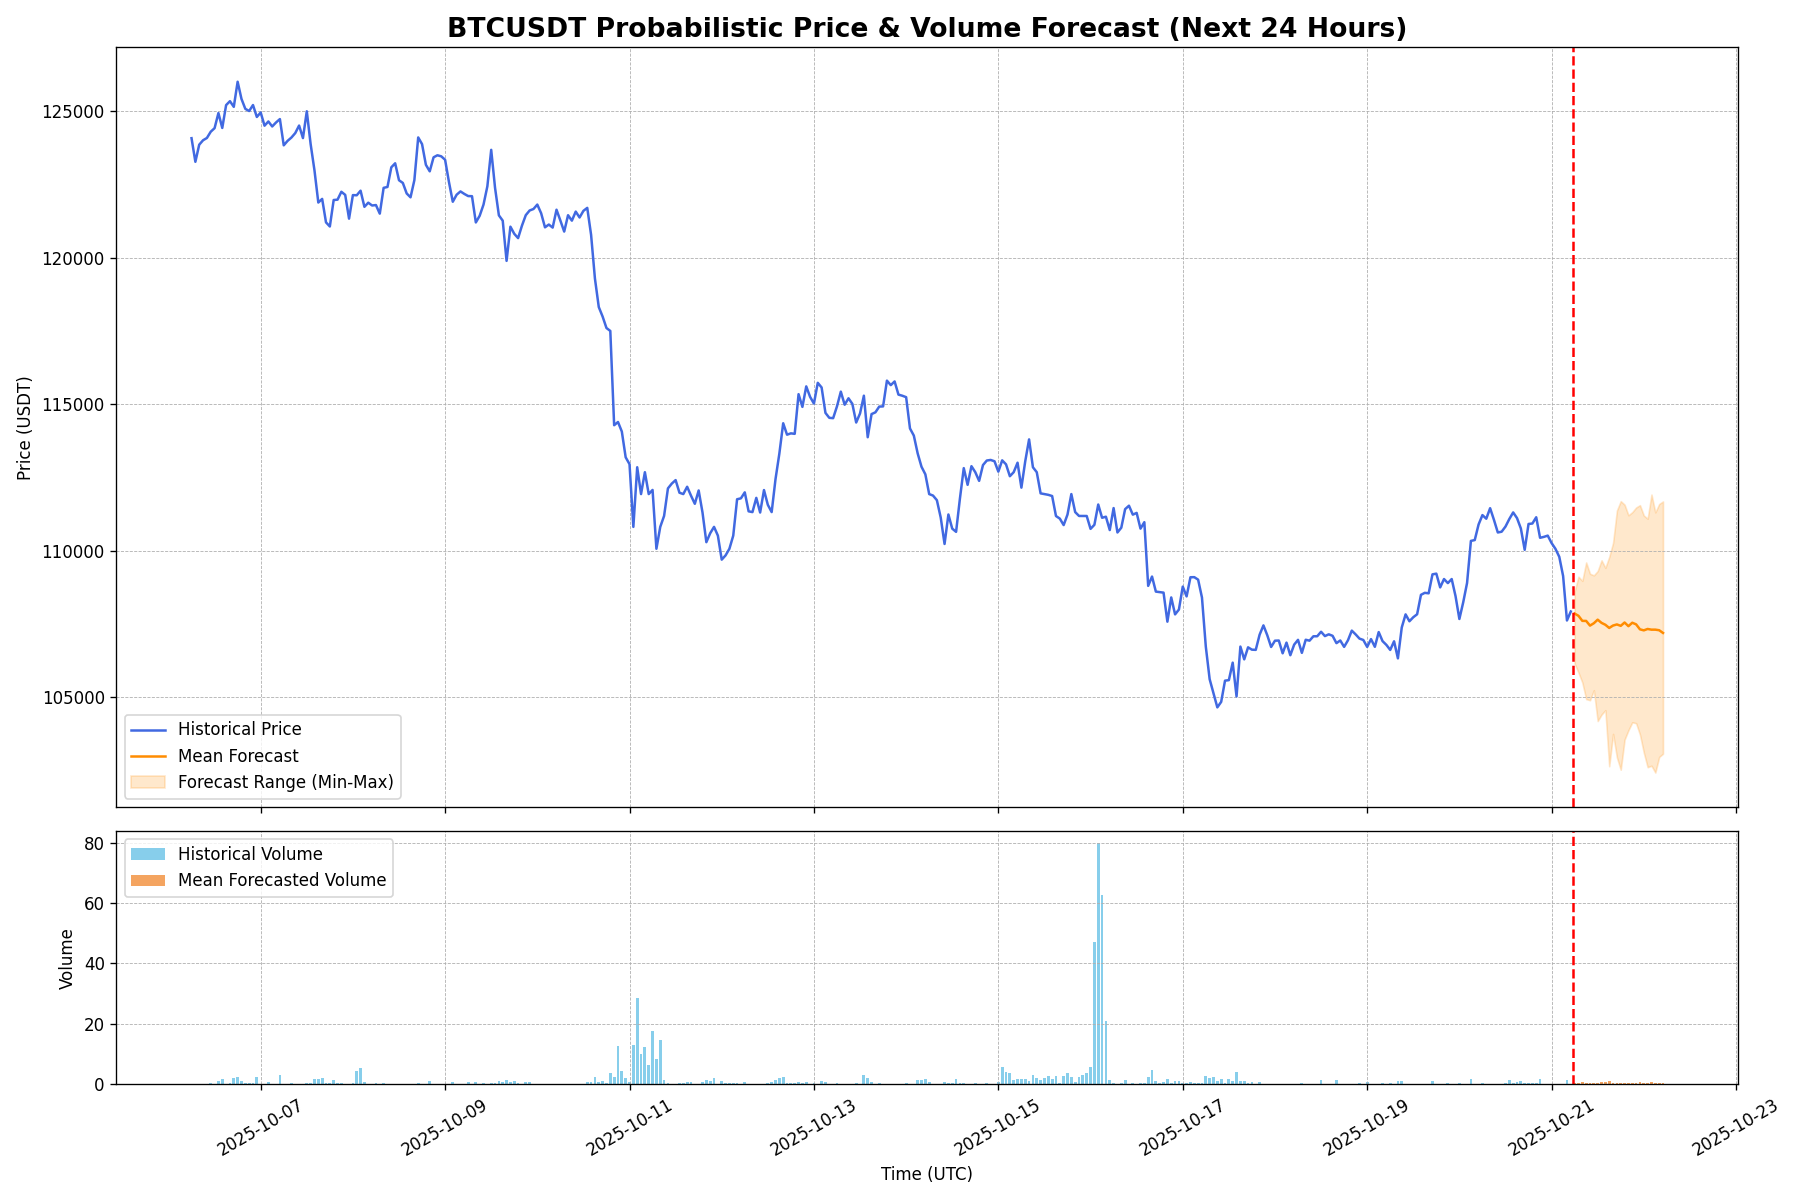 BTCUSDT Probabilistic Price & Volume Forecast (Next 24 Hours)
125000
120000
115000
110000
105000
Price (USDT)
Historical Price
Mean Forecast
Forecast Range (Min-Max)
80
60
40
20
0
Volume
Historical Volume
Mean Forecasted Volume
2025-10-07
2025-10-09
2025-10-11
2025-10-13
2025-10-15
2025-10-17
2025-10-19
2025-10-21
2025-10-23
Time (UTC)